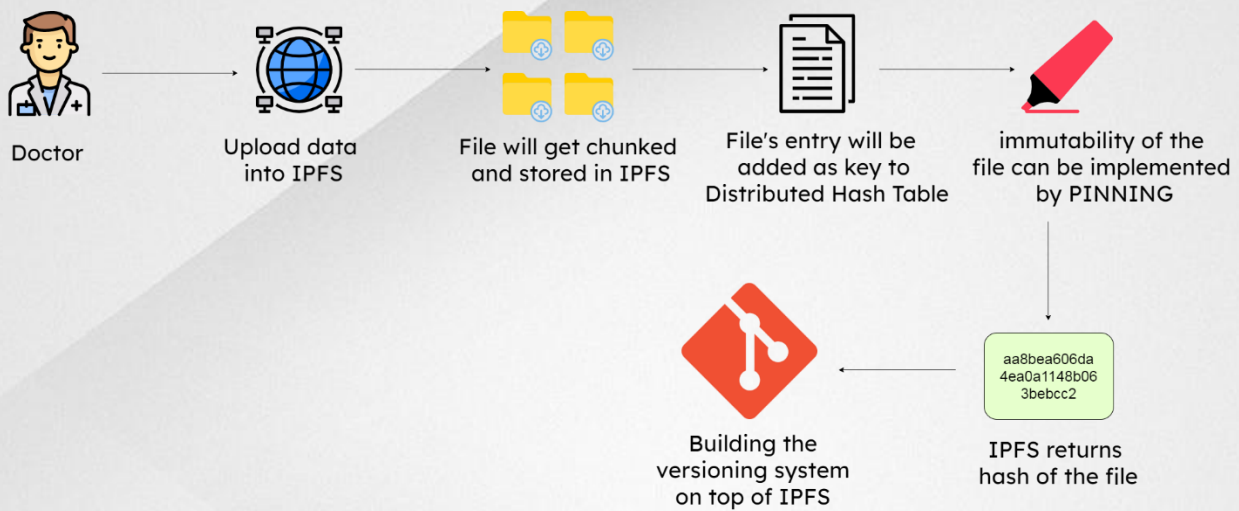 Doctor
Upload data
into IPFS
File will get chunked
and stored in IPFS
File's entry will be
added as key to
Distributed Hash Table
immutability of the
file can be implemented
by PINNING
aa8bea606da
4ea0a1148b06
3bebcc2
IPFS returns
hash of the file
Building the
versioning system
on top of IPFS